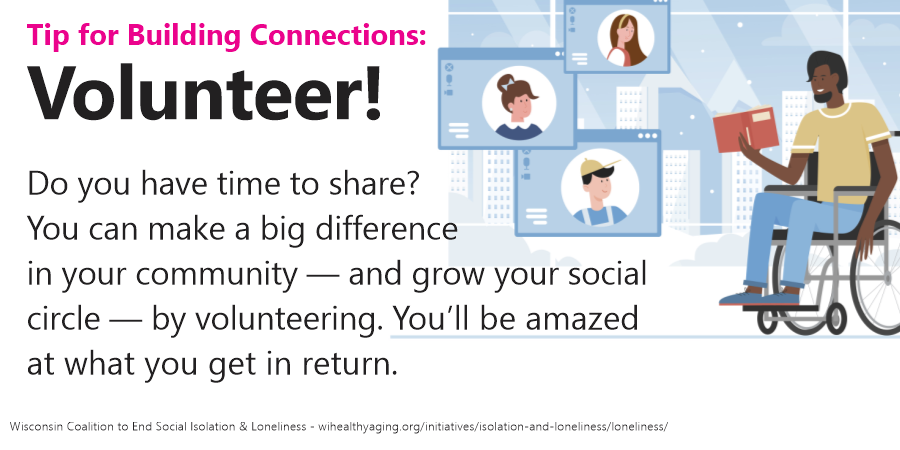 Tip for Building Connections:
Volunteer!
Do you have time to share?
You can make a big difference
in your community — and grow your social
circle — by volunteering. You’ll be amazed
at what you get in return.
Wisconsin Coalition to End Social Isolation & Loneliness - wihealthyaging.org/initiatives/isolation-and-loneliness/loneliness/